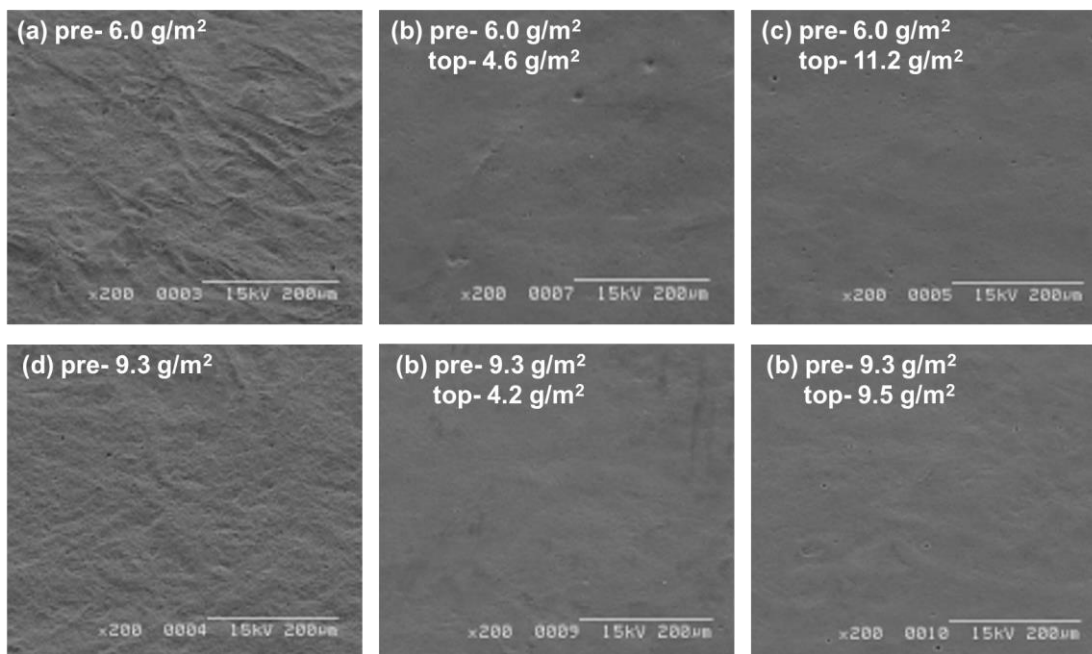 (a) pre- 6.0 g/m²
x200 0003 15kV 200µm
(b) pre- 6.0 g/m²
top- 4.6 g/m²
x200 0007 15kV 200µm
(c) pre- 6.0 g/m²
top- 11.2 g/m²
x200 0005 15kV 200µm
(d) pre- 9.3 g/m²
x200 0004 15kV 200µm
(b) pre- 9.3 g/m²
top- 4.2 g/m²
x200 0009 15kV 200µm
(b) pre- 9.3 g/m²
top- 9.5 g/m²
x200 0010 15kV 200µm